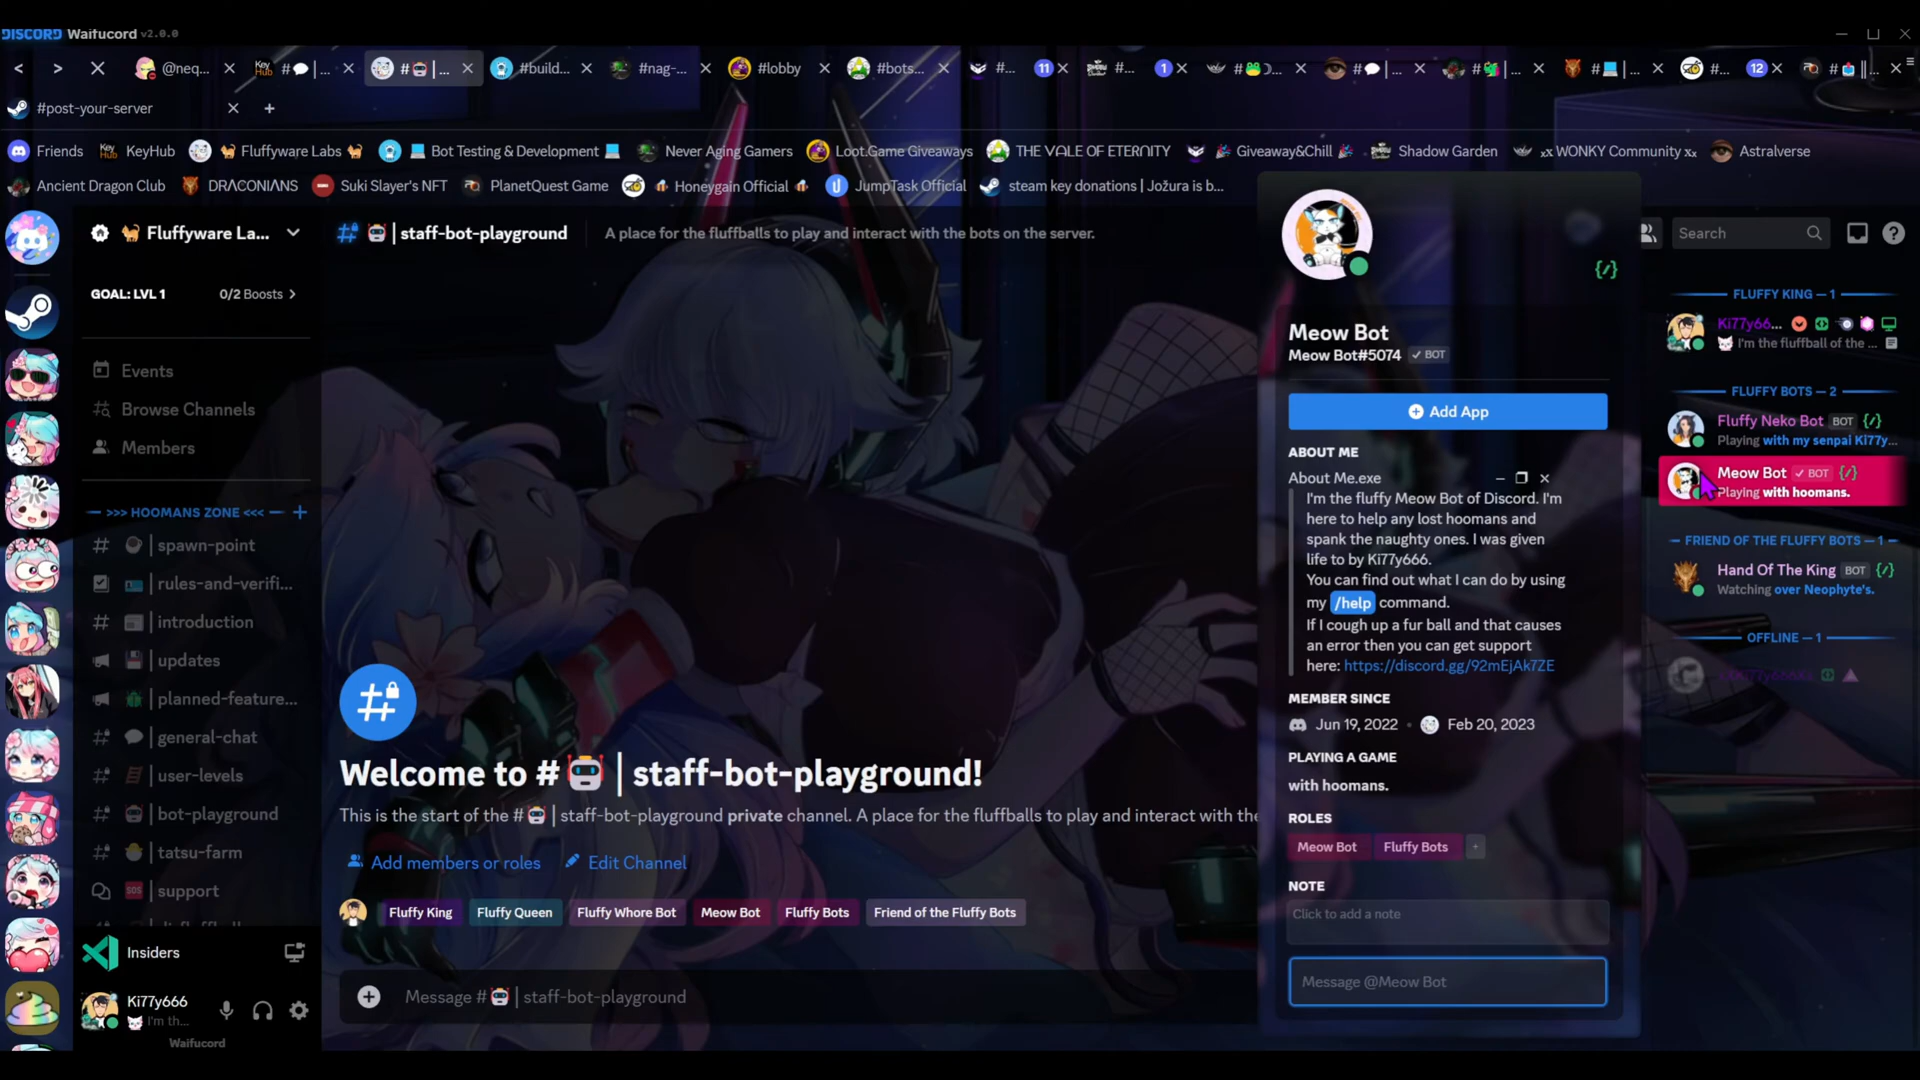 DISCORD Waifucord v2.0.0
@neq...
#💬 | ...
#🤖 | ...
#build...
#nag-...
#lobby
#bots...
#... 11
#... 1
#🐸☽...
#💬 | ...
#🐲 | ...
#💻 | ...
#... 12
#post-your-server
Friends
KeyHub
🐈 Fluffyware Labs 🐈
💻 Bot Testing & Development 💻
Never Aging Gamers
Loot.Game Giveaways
THE VALE OF ETERNITY
🎉 Giveaway&Chill 🎉
Shadow Garden
xX WONKY Community Xx
Astralverse
Ancient Dragon Club
DRACONIANS
Suki Slayer's NFT
PlanetQuest Game
🐝 Honeygain Official 🐝
JumpTask Official
steam key donations | Jožura is b...
🐈 Fluffyware La...
GOAL: LVL 1 0/2 Boosts
Events
Browse Channels
Members
>>> HOOMANS ZONE <<<
| spawn-point
| rules-and-verifi...
| introduction
| updates
| planned-feature...
| general-chat
| user-levels
| bot-playground
| tatsu-farm
| support
Insiders
Ki77y666
I'm th...
Waifucord
🤖 | staff-bot-playground
A place for the fluffballs to play and interact with the bots on the server.
Welcome to #🤖 | staff-bot-playground!
This is the start of the #🤖 | staff-bot-playground private channel. A place for the fluffballs to play and interact with the
Add members or roles
Edit Channel
Fluffy King
Fluffy Queen
Fluffy Whore Bot
Meow Bot
Fluffy Bots
Friend of the Fluffy Bots
Message #🤖 | staff-bot-playground
Meow Bot
Meow Bot#5074 ✓ BOT
Add App
ABOUT ME
About Me.exe
I'm the fluffy Meow Bot of Discord. I'm
here to help any lost hoomans and
spank the naughty ones. I was given
life to by Ki77y666.
You can find out what I can do by using
my /help command.
If I cough up a fur ball and that causes
an error then you can get support
here: https://discord.gg/92mEjAk7ZE
MEMBER SINCE
Jun 19, 2022 • Feb 20, 2023
PLAYING A GAME
with hoomans.
ROLES
Meow Bot
Fluffy Bots
+
NOTE
Click to add a note
Message @Meow Bot
Search
FLUFFY KING — 1
Ki77y66...
I'm the fluffball of the ...
FLUFFY BOTS — 2
Fluffy Neko Bot BOT
Playing with my senpai Ki77y...
Meow Bot ✓ BOT
Playing with hoomans.
FRIEND OF THE FLUFFY BOTS — 1
Hand Of The King BOT
Watching over Neophyte's.
OFFLINE — 1